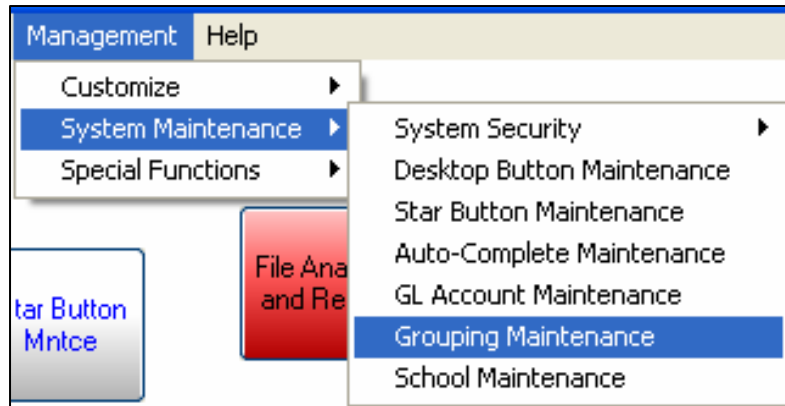 Management Help
Customize
System Maintenance
Special Functions
System Security
Desktop Button Maintenance
Star Button Maintenance
Auto-Complete Maintenance
GL Account Maintenance
Grouping Maintenance
School Maintenance
tar Button
Mntce
File Ana
and Re